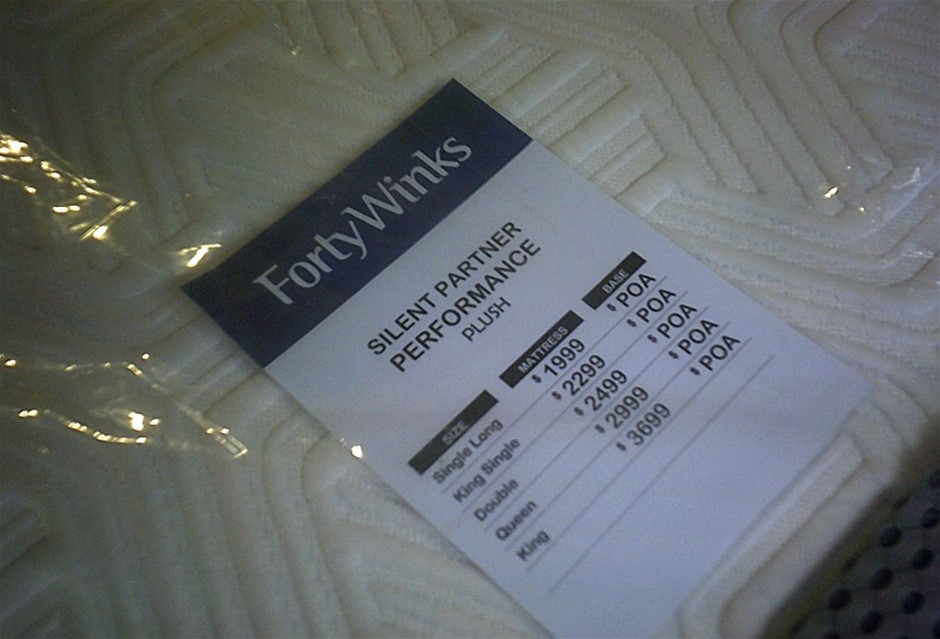 FortyWinks
SILENT PARTNER
PERFORMANCE
PLUSH
SIZE MATTRESS BASE
Single Long $ 1999 $ POA
King Single $ 2299 $ POA
Double $ 2499 $ POA
Queen $ 2999 $ POA
King $ 3699 $ POA